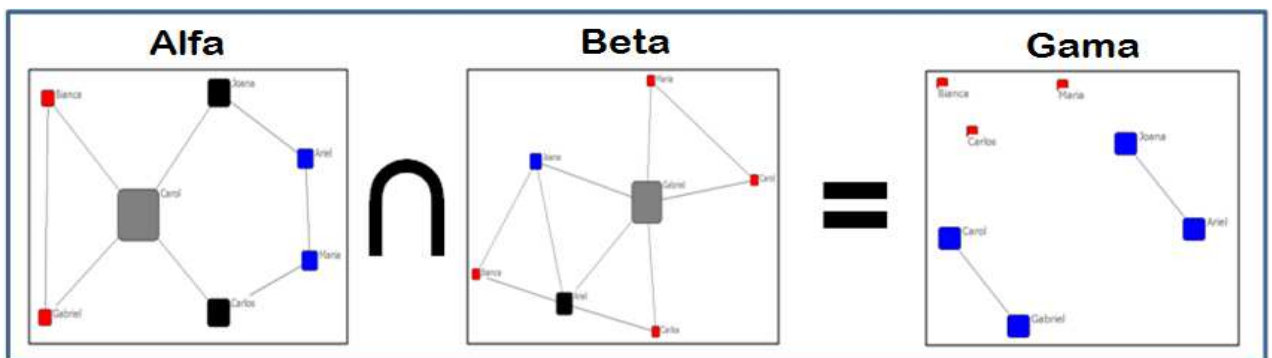 Alfa
Beta
Gama
Bianca
Joana
Ariel
Carol
Maria
Carlos
Gabriel
Maria
Joana
Gabriel
Carol
Bianca
Ariel
Carlos
Bianca
Maria
Carlos
Joana
Carol
Ariel
Gabriel